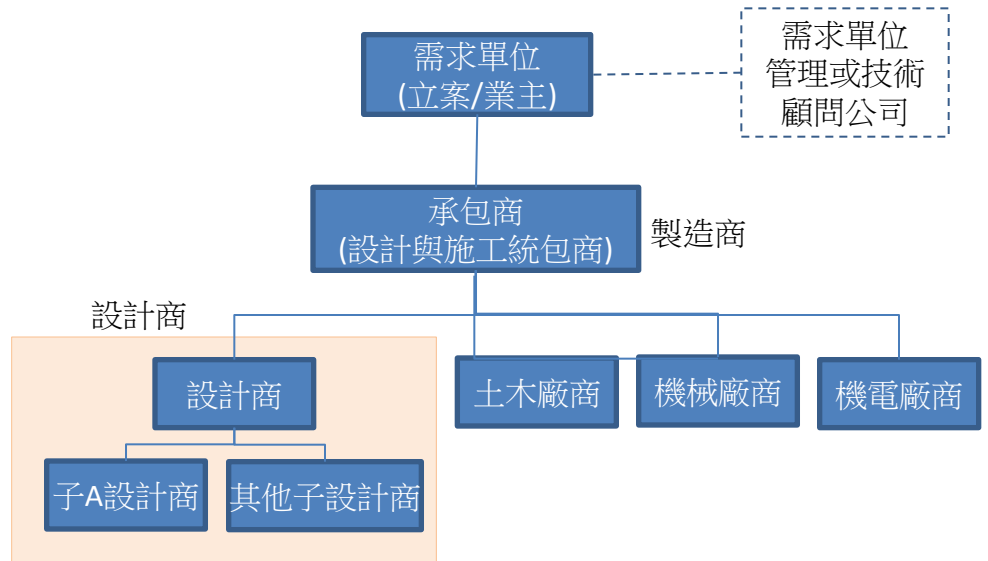 需求單位
(立案/業主)
需求單位
管理或技術
顧問公司
承包商
(設計與施工統包商)
製造商
設計商
設計商
土木廠商
機械廠商
機電廠商
子A設計商
其他子設計商